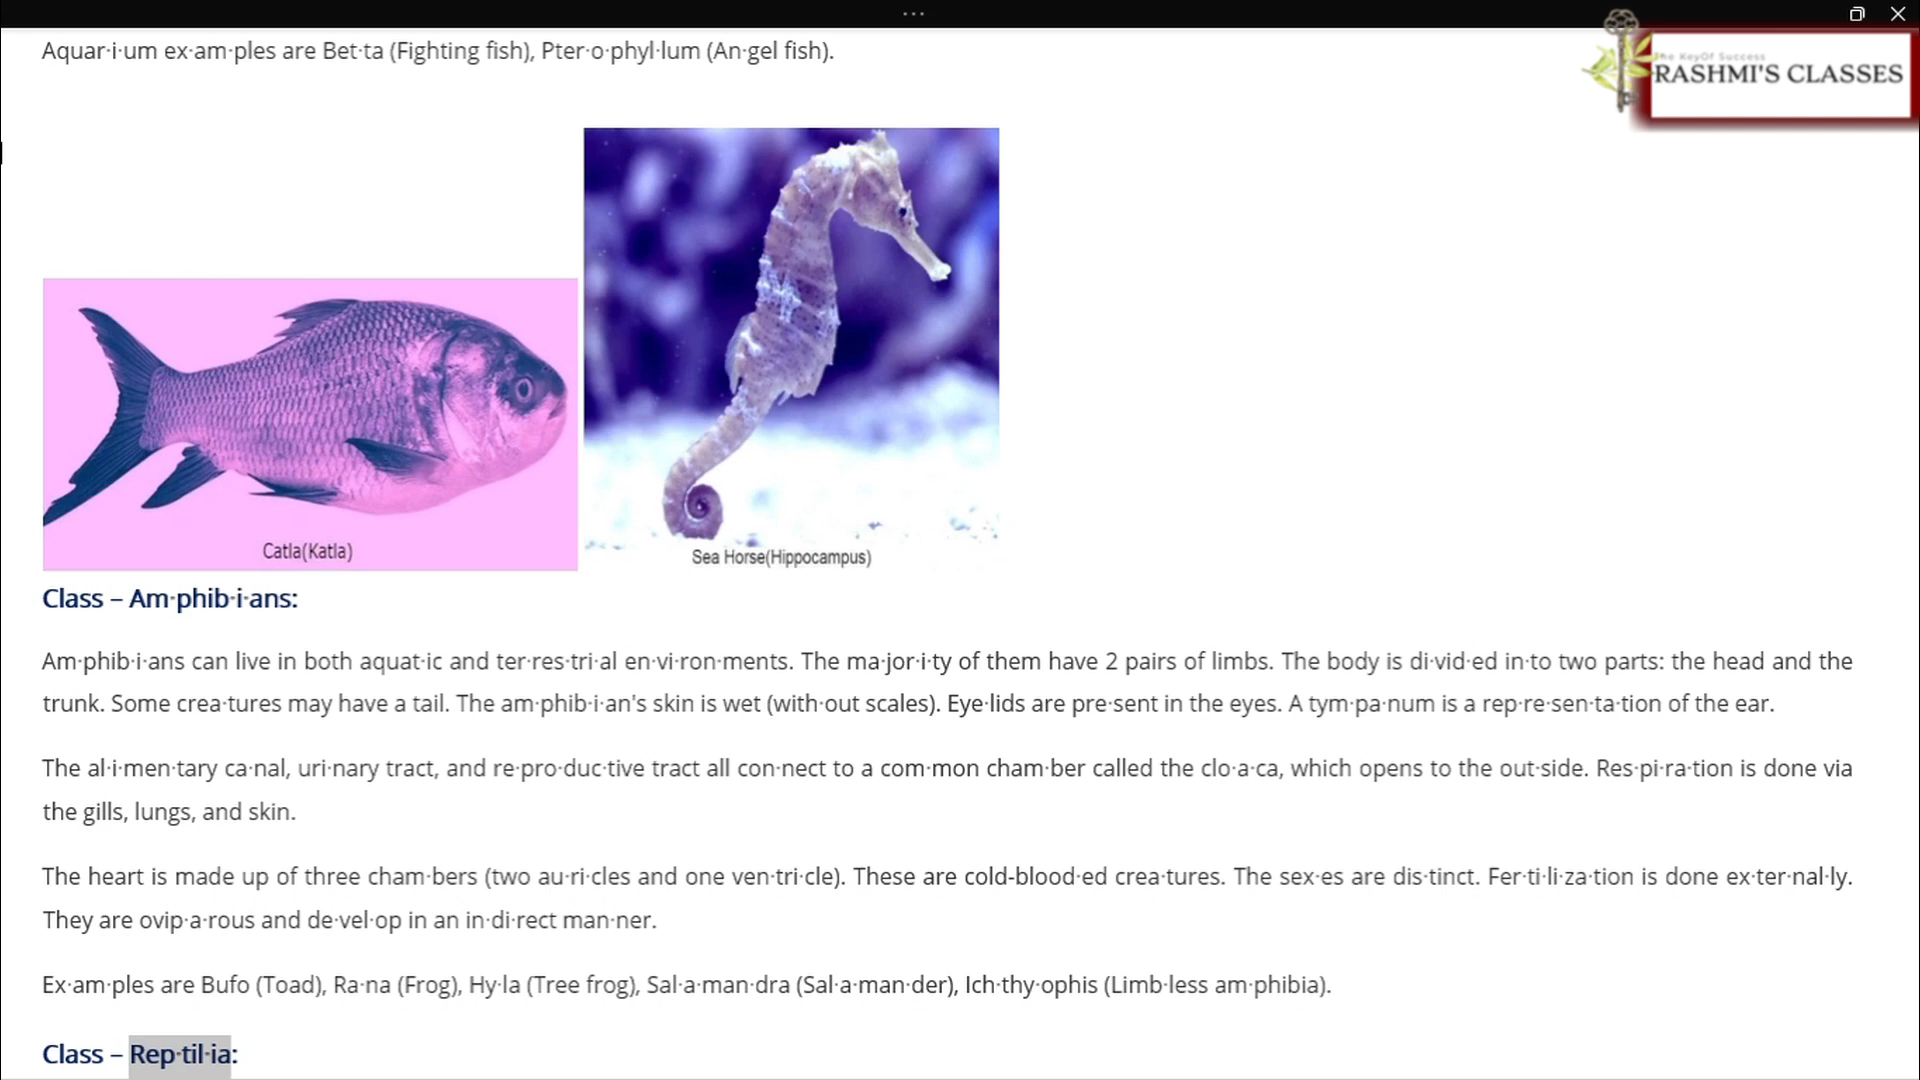 Aquar·i·um ex·am·ples are Bet·ta (Fighting fish), Pter·o·phyl·lum (An·gel fish).
The KeyOf Success
RASHMI'S CLASSES
Catla(Katla)
Sea Horse(Hippocampus)
Class – Am·phib·i·ans:
Am·phib·i·ans can live in both aquat·ic and ter·res·tri·al en·vi·ron·ments. The ma·jor·i·ty of them have 2 pairs of limbs. The body is di·vid·ed in·to two parts: the head and the
trunk. Some crea·tures may have a tail. The am·phib·i·an's skin is wet (with·out scales). Eye·lids are pre·sent in the eyes. A tym·pa·num is a rep·re·sen·ta·tion of the ear.
The al·i·men·tary ca·nal, uri·nary tract, and re·pro·duc·tive tract all con·nect to a com·mon cham·ber called the clo·a·ca, which opens to the out·side. Res·pi·ra·tion is done via
the gills, lungs, and skin.
The heart is made up of three cham·bers (two au·ri·cles and one ven·tri·cle). These are cold-blood·ed crea·tures. The sex·es are dis·tinct. Fer·ti·li·za·tion is done ex·ter·nal·ly.
They are ovip·a·rous and de·vel·op in an in·di·rect man·ner.
Ex·am·ples are Bufo (Toad), Ra·na (Frog), Hy·la (Tree frog), Sal·a·man·dra (Sal·a·man·der), Ich·thy·ophis (Limb·less am·phibia).
Class – Rep·til·ia: